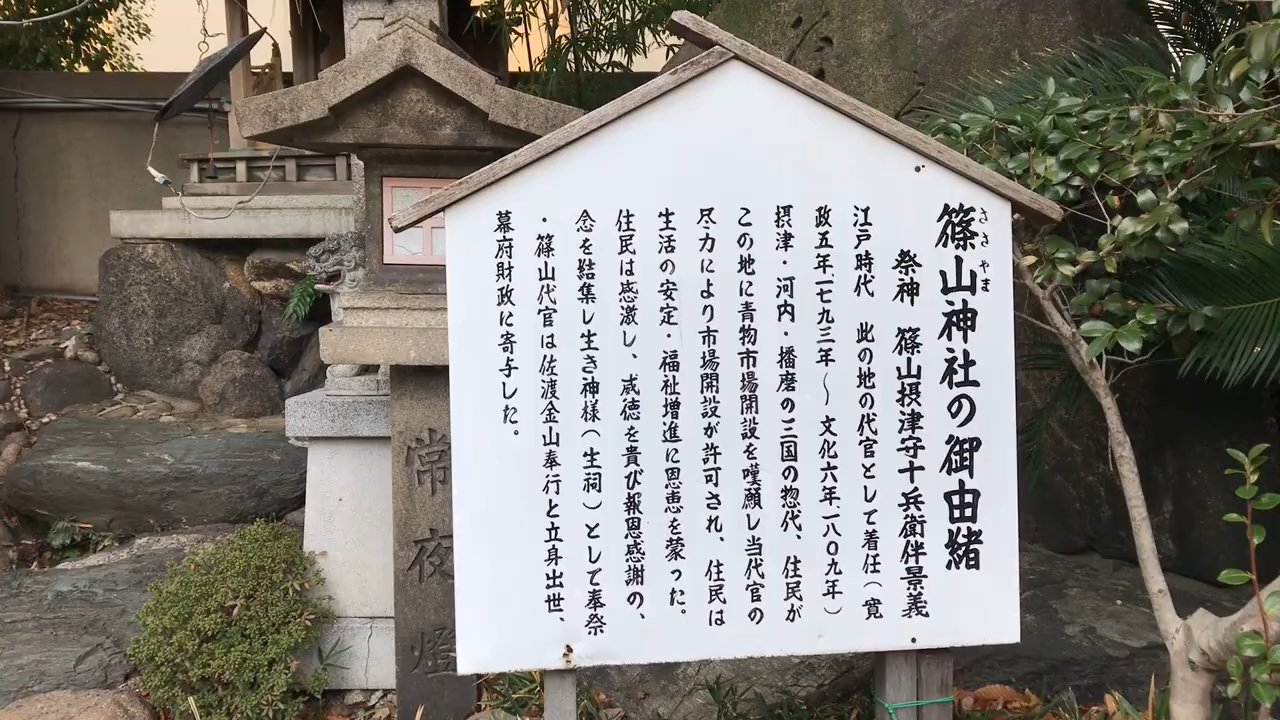 篠山神社の御由緒
ささやま
祭神 篠山摂津守十兵衛伴景義
江戸時代 此の地の代官として着任(寛
政五年、一七九三年〜文化六年、一八〇九年)
摂津・河内・播磨の三国の惣代、住民が
この地に青物市場開設を嘆願し当代官の
尽力により市場開設が許可され、住民は
生活の安定・福祉増進に恩恵を蒙った。
住民は感激し、威徳を貴び報恩感謝の、
念を結集し生き神様(生祠)として奉祭
・篠山代官は佐渡金山奉行と立身出世、
幕府財政に寄与した。
常夜燈